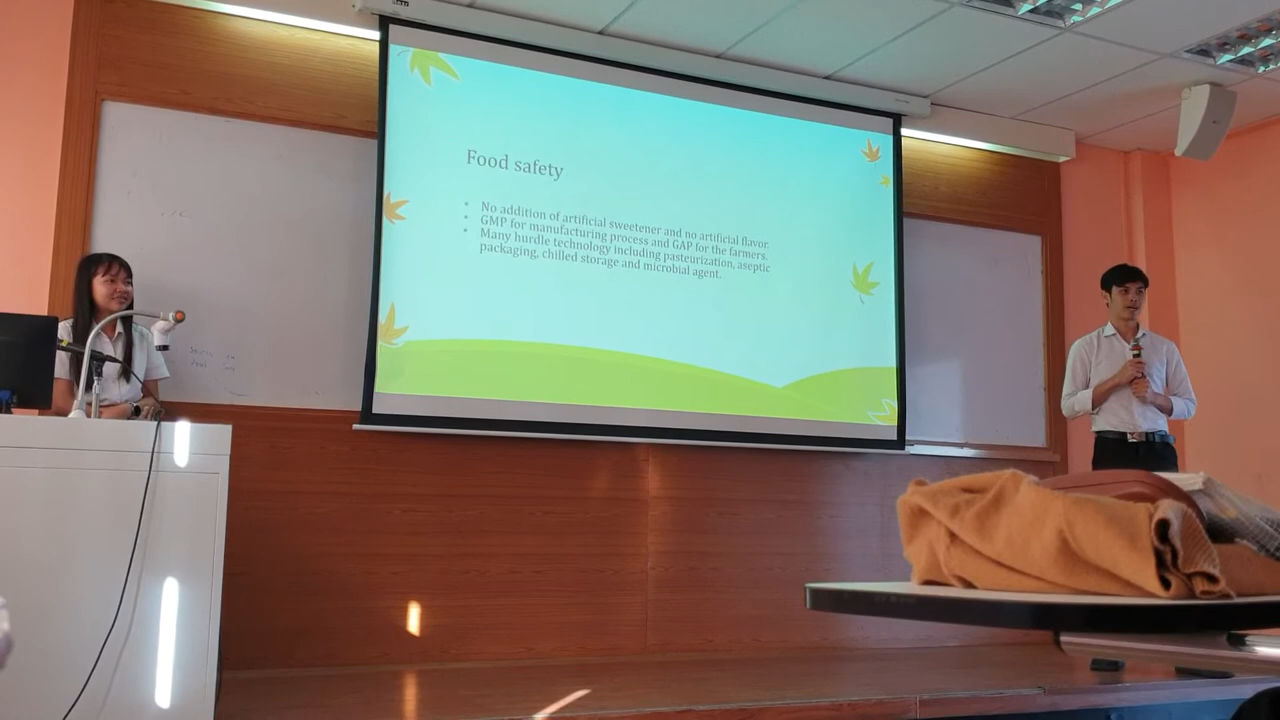 Food safety
• No addition of artificial sweetener and no artificial flavor.
• GMP for manufacturing process and GAP for the farmers.
• Many hurdle technology including pasteurization, aseptic
packaging, chilled storage and microbial agent.